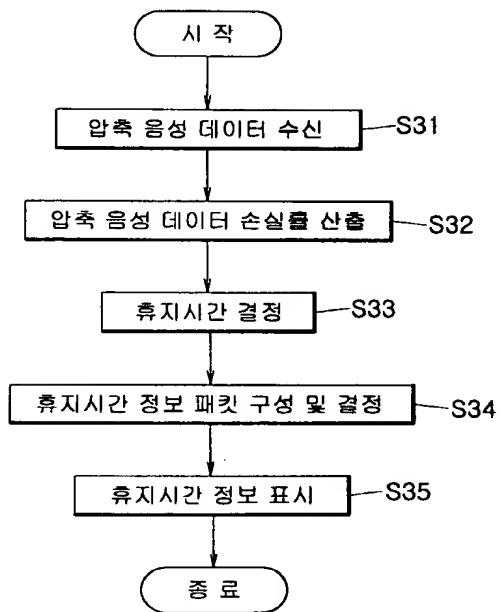 시 작
압축 음성 데이터 수신
S31
압축 음성 데이터 손실률 산출
S32
휴지시간 결정
S33
휴지시간 정보 패킷 구성 및 결정
S34
휴지시간 정보 표시
S35
종 료